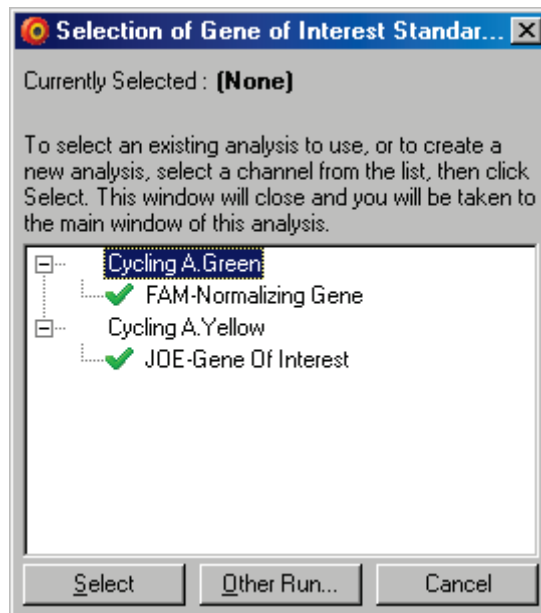 Selection of Gene of Interest Standar...
Currently Selected : (None)
To select an existing analysis to use, or to create a
new analysis, select a channel from the list, then click
Select. This window will close and you will be taken to
the main window of this analysis.
Cycling A.Green
FAM-Normalizing Gene
Cycling A.Yellow
JOE-Gene Of Interest
Select Other Run... Cancel